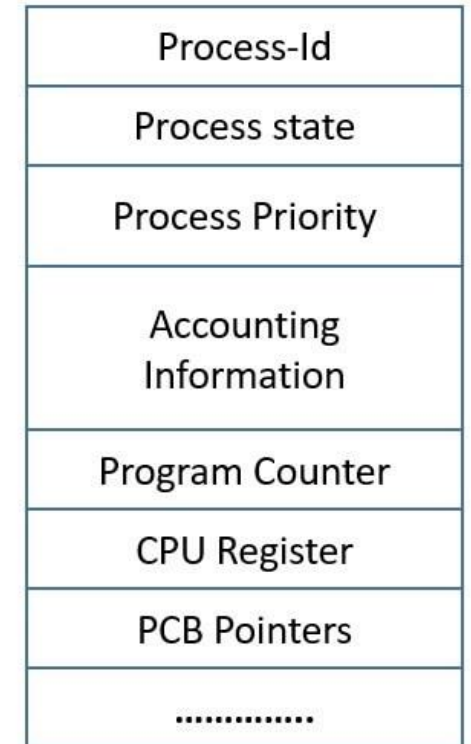 Process-Id
Process state
Process Priority
Accounting
Information
Program Counter
CPU Register
PCB Pointers
..............